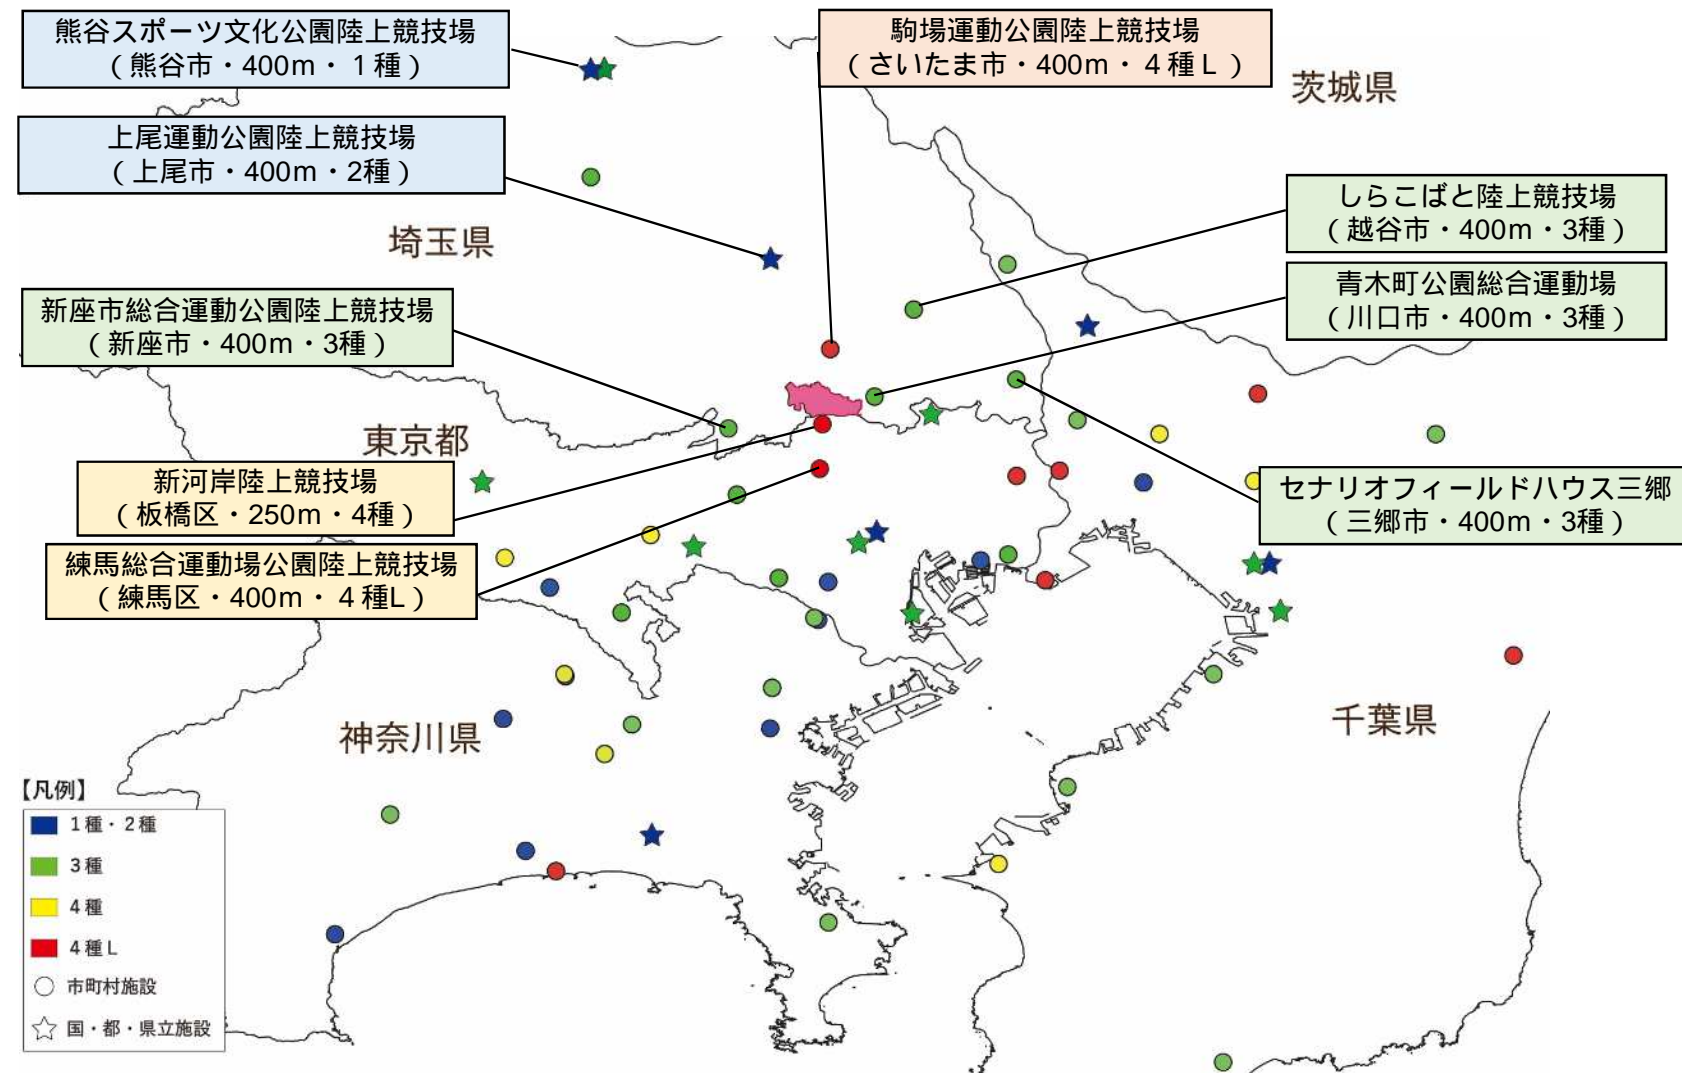 熊谷スポーツ文化公園陸上競技場
（熊谷市・400m・１種）
駒場運動公園陸上競技場
（さいたま市・400m・４種Ｌ）
茨城県
上尾運動公園陸上競技場
（上尾市・400m・2種）
しらこばと陸上競技場
（越谷市・400m・3種）
埼玉県
青木町公園総合運動場
（川口市・400m・3種）
新座市総合運動公園陸上競技場
（新座市・400m・3種）
東京都
新河岸陸上競技場
（板橋区・250m・4種）
セナリオフィールドハウス三郷
（三郷市・400m・3種）
練馬総合運動場公園陸上競技場
（練馬区・400m・４種L）
神奈川県
千葉県
【凡例】
１種・２種
３種
４種
４種Ｌ
市町村施設
国・都・県立施設